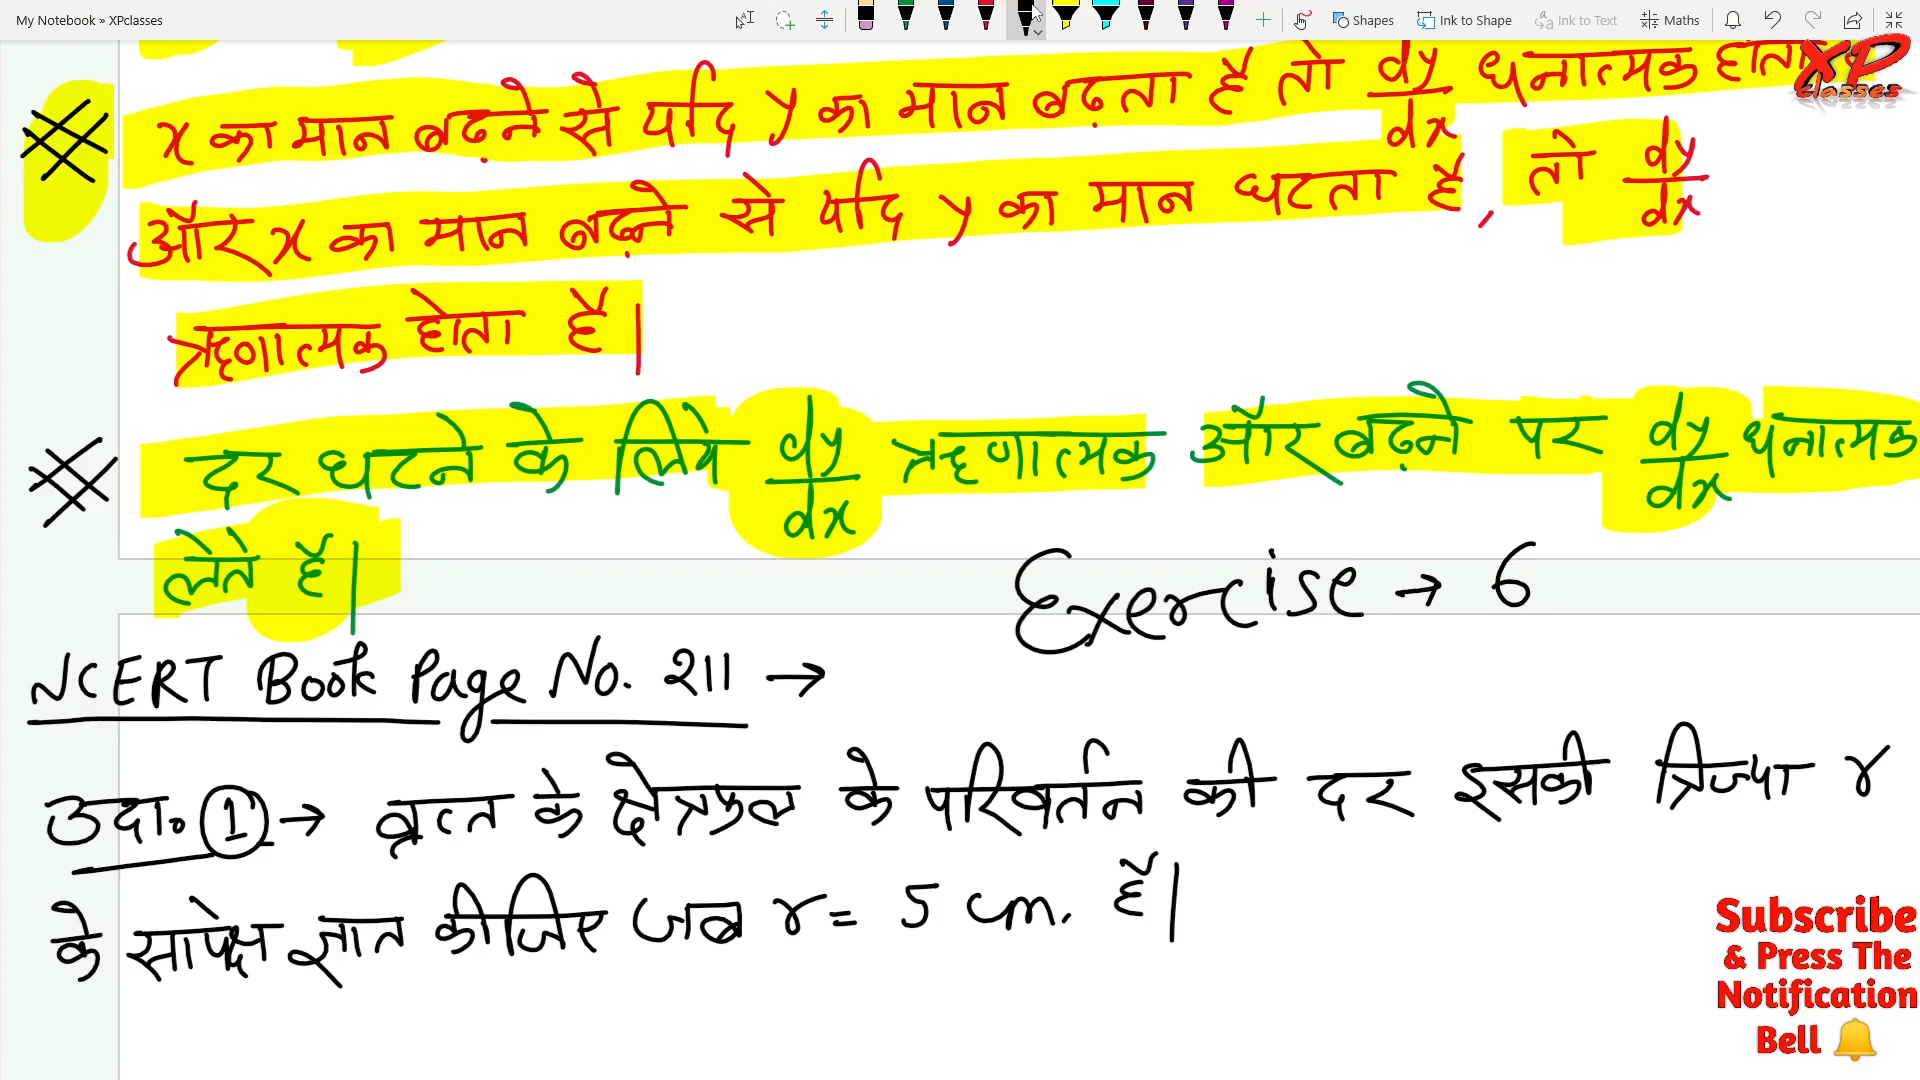 My Notebook » XPclasses
Shapes Ink to Shape Ink to Text Maths
XP
classes
x का मान बढ़ने से यदि y का मान बढ़ता है तो dy/dx धनात्मक होता
और x का मान बढ़ने से यदि y का मान घटता है, तो dy/dx
ऋणात्मक होता है|
दर घटने के लिये dy/dx ऋणात्मक और बढ़ने पर dy/dx धनात्मक
लेते है|
Exercise → 6
NCERT Book Page No. 211 →
उदा. ① → वृत्त के क्षेत्रफल के परिवर्तन की दर इसकी त्रिज्या r
के सापेक्ष ज्ञात कीजिए जब r = 5 cm. है|
Subscribe
& Press The
Notification
Bell